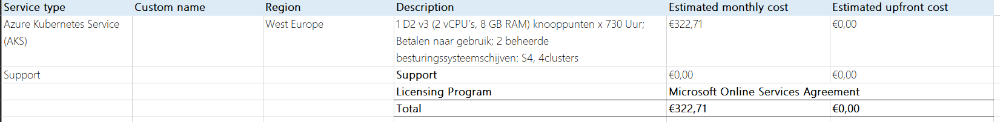 Service type Custom name Region Description Estimated monthly cost Estimated upfront cost
Azure Kubernetes Service West Europe 1 D2 v3 (2 vCPU’s, 8 GB RAM) knooppunten x 730 Uur; €322,71 €0,00
(AKS) Betalen naar gebruik; 2 beheerde
besturingssysteemschijven: S4, 4clusters
Support Support €0,00 €0,00
Licensing Program Microsoft Online Services Agreement
Total €322,71 €0,00